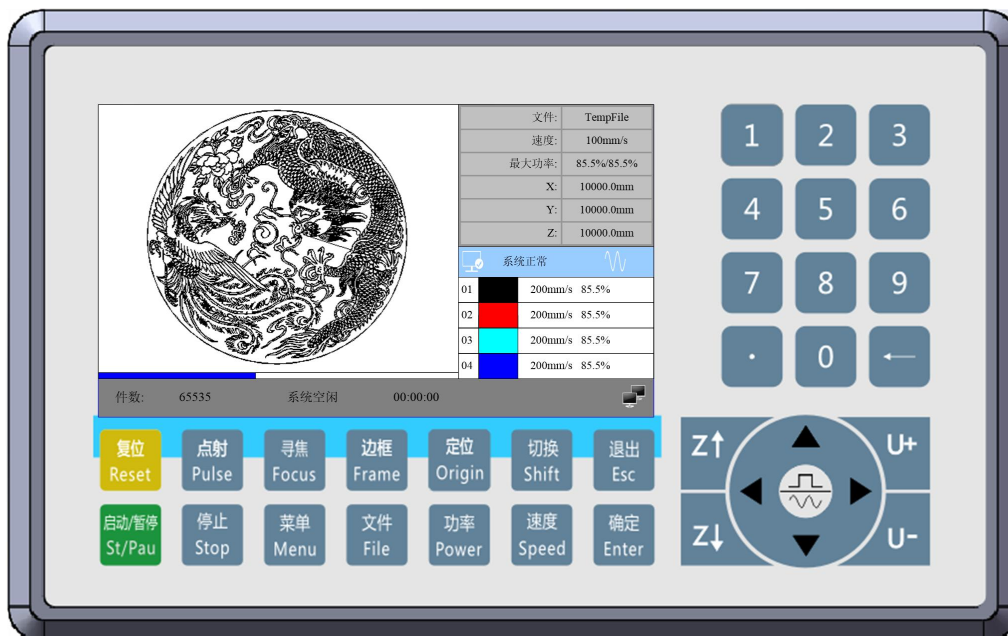 文件: TempFile
速度: 100mm/s
最大功率: 85.5%/85.5%
X: 10000.0mm
Y: 10000.0mm
Z: 10000.0mm
系统正常
01 200mm/s 85.5%
02 200mm/s 85.5%
03 200mm/s 85.5%
04 200mm/s 85.5%
件数: 65535 系统空闲 00:00:00
1 2 3
4 5 6
7 8 9
. 0 ←
复位 点射 寻焦 边框 定位 切换 退出
Reset Pulse Focus Frame Origin Shift Esc
启动/暂停 停止 菜单 文件 功率 速度 确定
St/Pau Stop Menu File Power Speed Enter
Z↑ U+
Z↓ U-